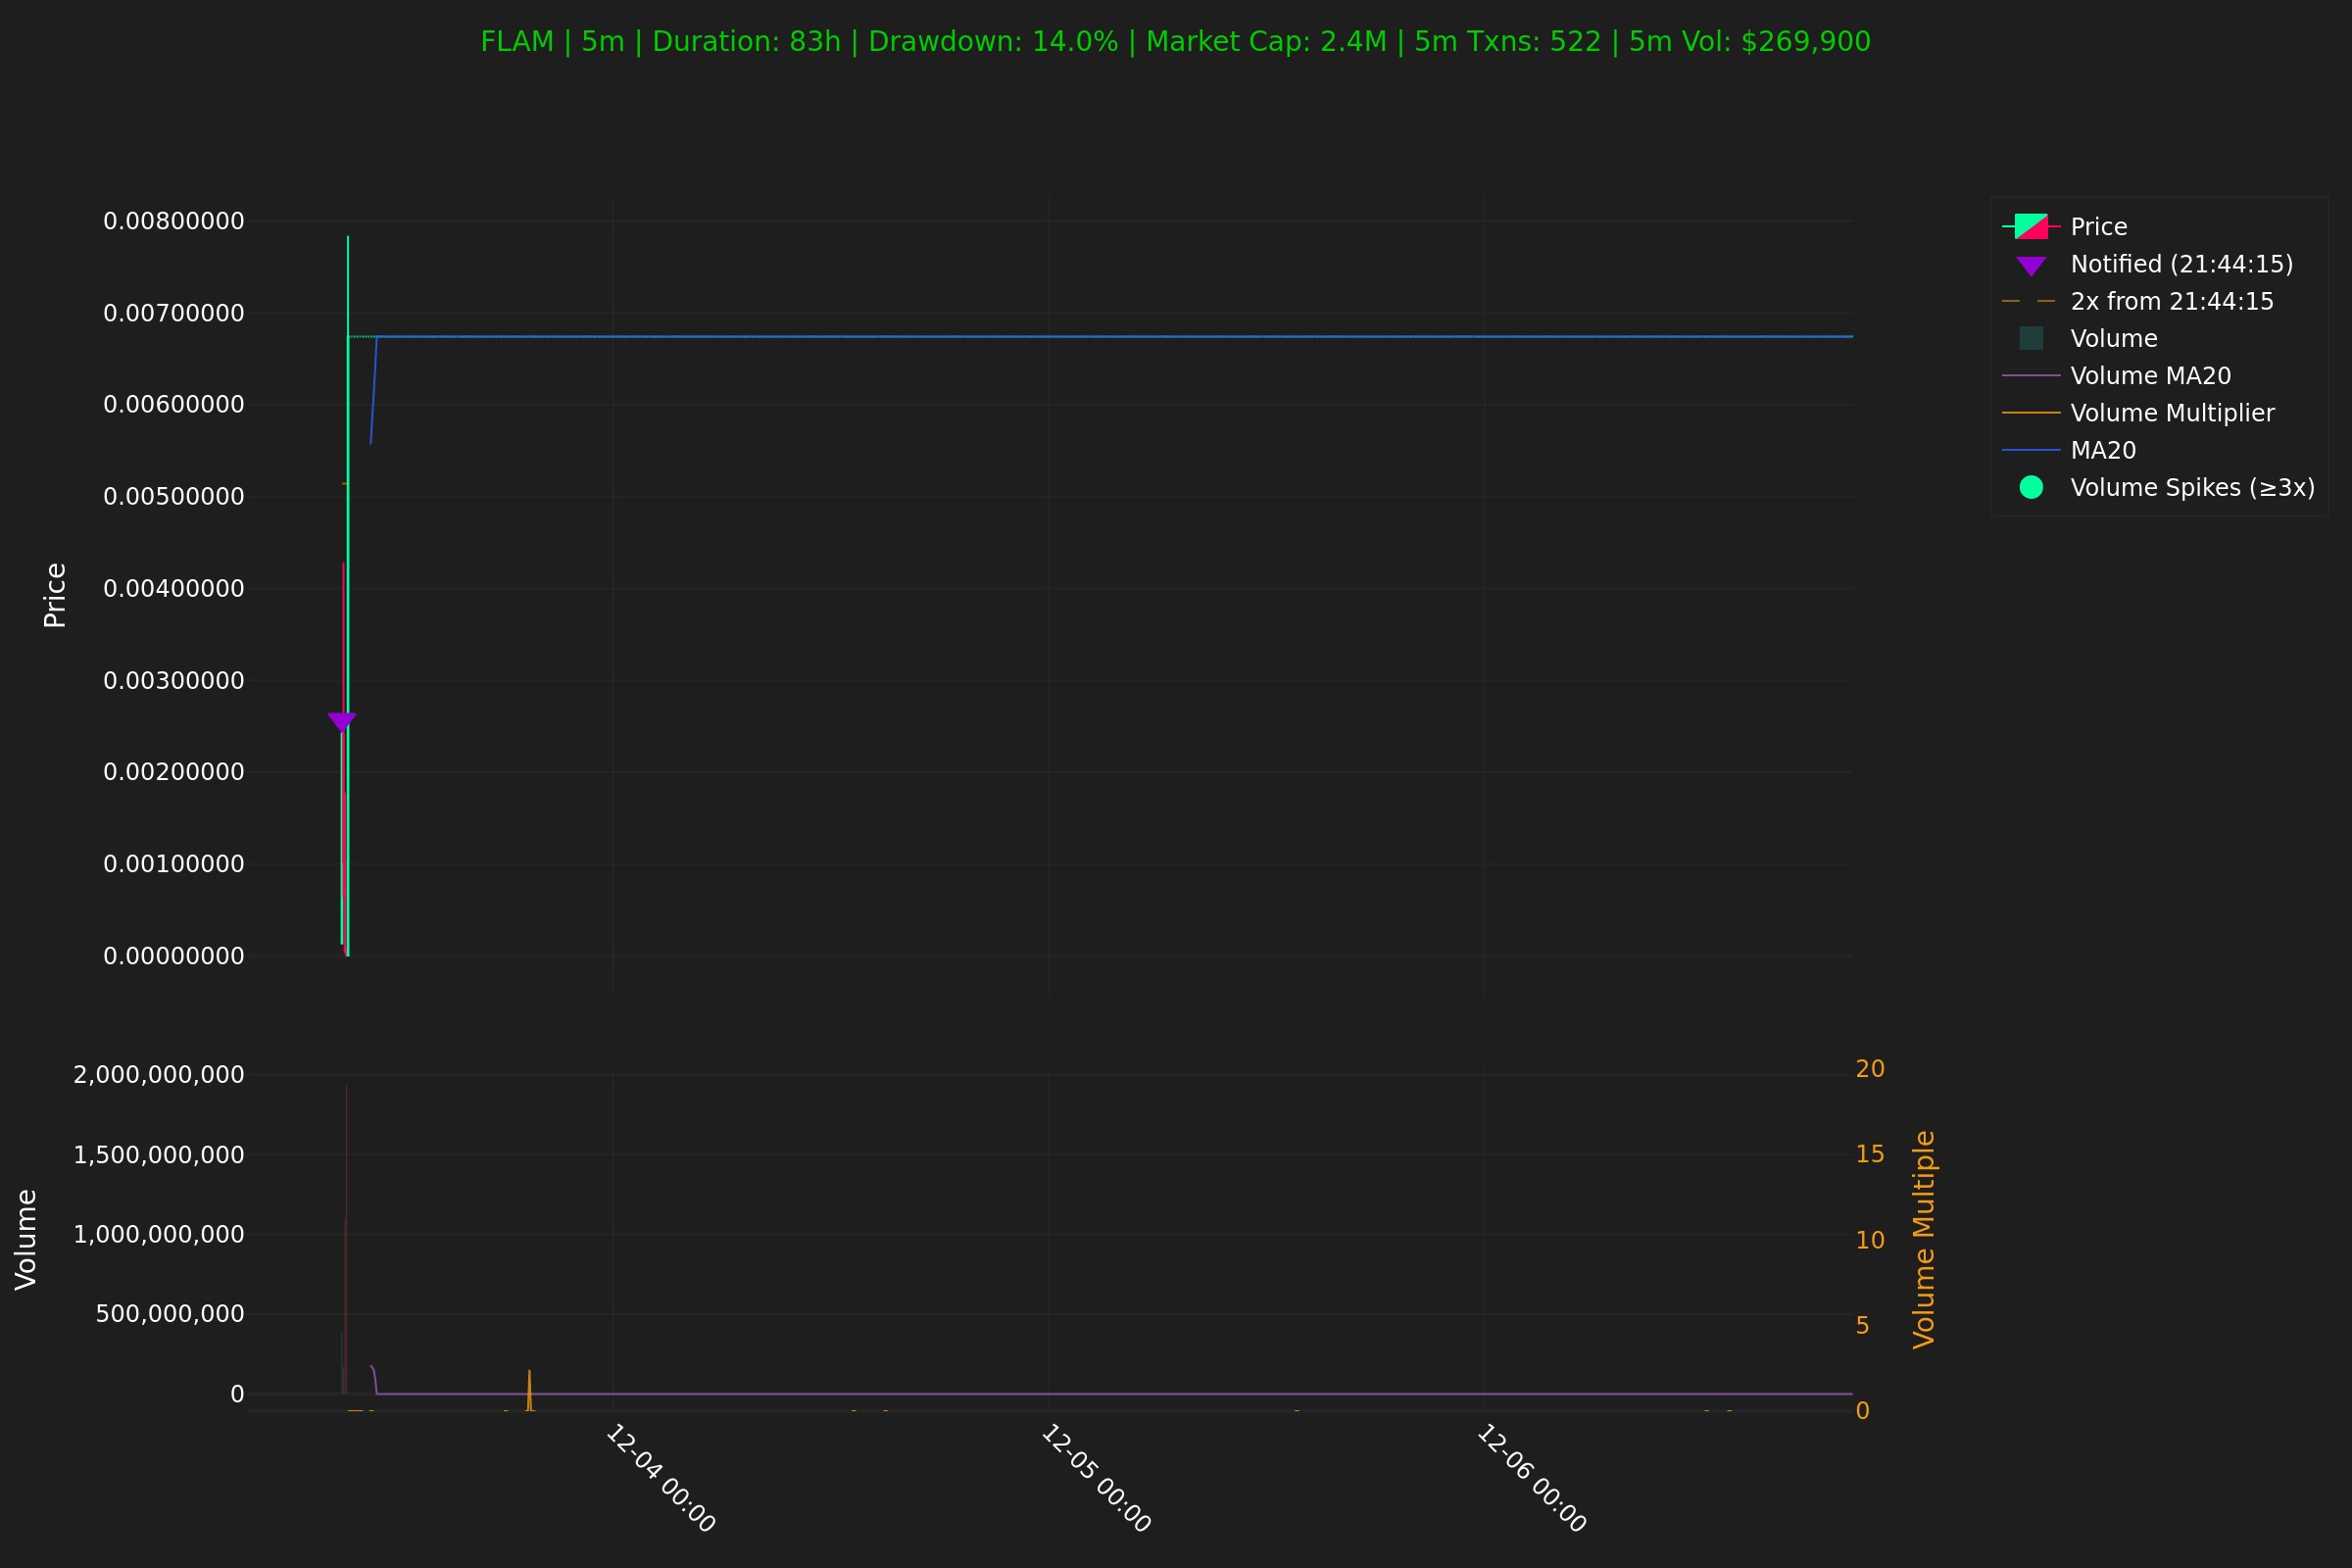 FLAM | 5m | Duration: 83h | Drawdown: 14.0% | Market Cap: 2.4M | 5m Txns: 522 | 5m Vol: $269,900
Price
0.00800000
0.00700000
0.00600000
0.00500000
0.00400000
0.00300000
0.00200000
0.00100000
0.00000000
Price
Notified (21:44:15)
2x from 21:44:15
Volume
Volume MA20
Volume Multiplier
MA20
Volume Spikes (≥3x)
Volume
2,000,000,000
1,500,000,000
1,000,000,000
500,000,000
0
20
15
10
5
0
Volume Multiple
12-04 00:00
12-05 00:00
12-06 00:00